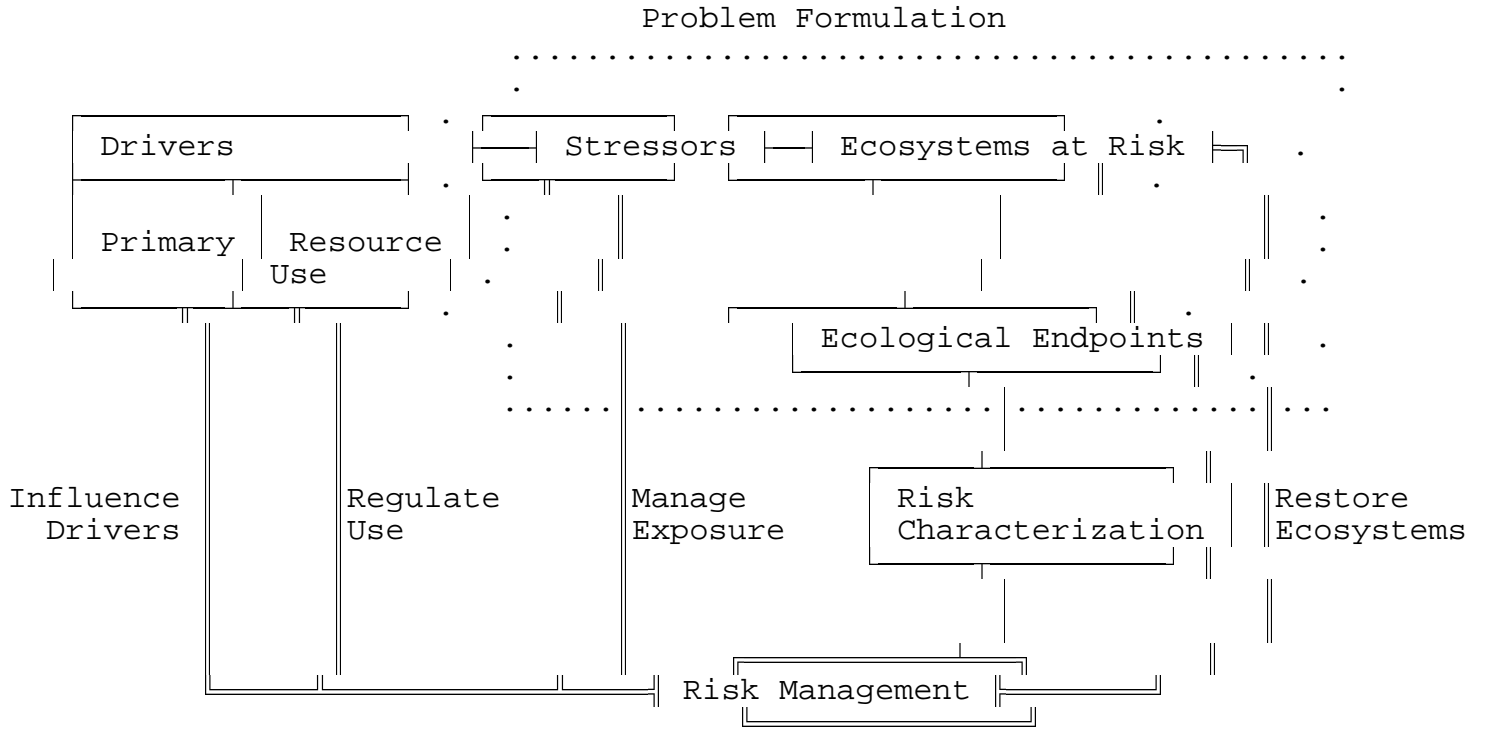 Problem Formulation
Drivers Stressors Ecosystems at Risk
Primary Resource
Use
Ecological Endpoints
Influence Regulate Manage Risk Restore
Drivers Use Exposure Characterization Ecosystems
Risk Management